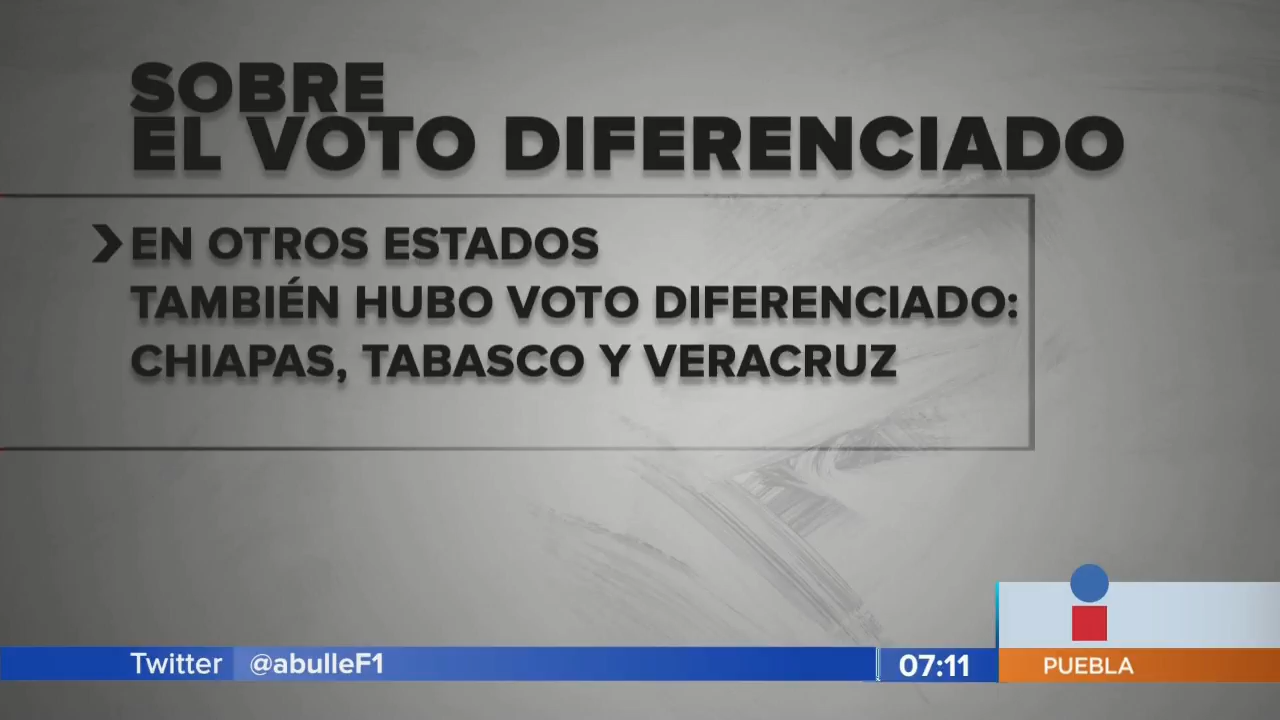 SOBRE
EL VOTO DIFERENCIADO
EN OTROS ESTADOS
TAMBIÉN HUBO VOTO DIFERENCIADO:
CHIAPAS, TABASCO Y VERACRUZ
Twitter @abulleF1
07:11
PUEBLA